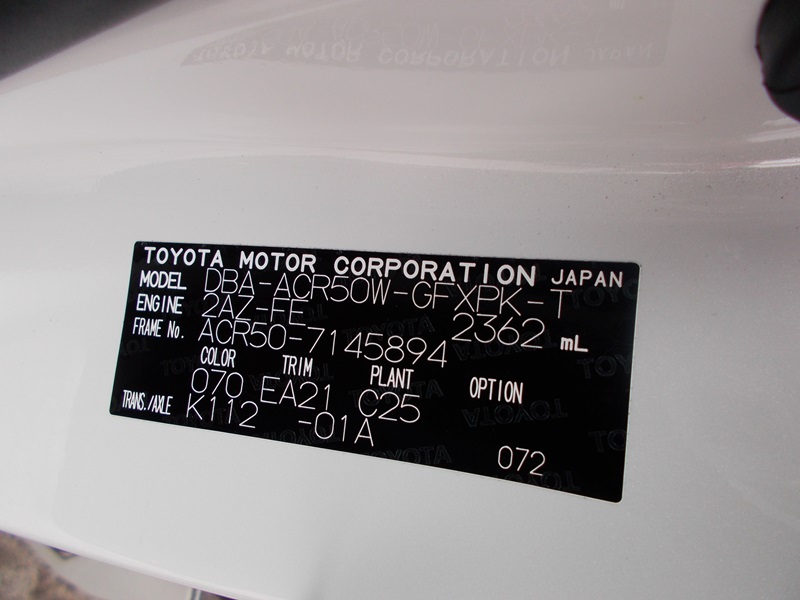 TOYOTA MOTOR CORPORATION JAPAN
MODEL DBA-ACR50W-GFXPK-T
ENGINE 2AZ-FE 2362 mL
FRAME No. ACR50-7145894
COLOR TRIM PLANT OPTION
070 EA21 C25
TRANS./AXLE K112 -01A
072